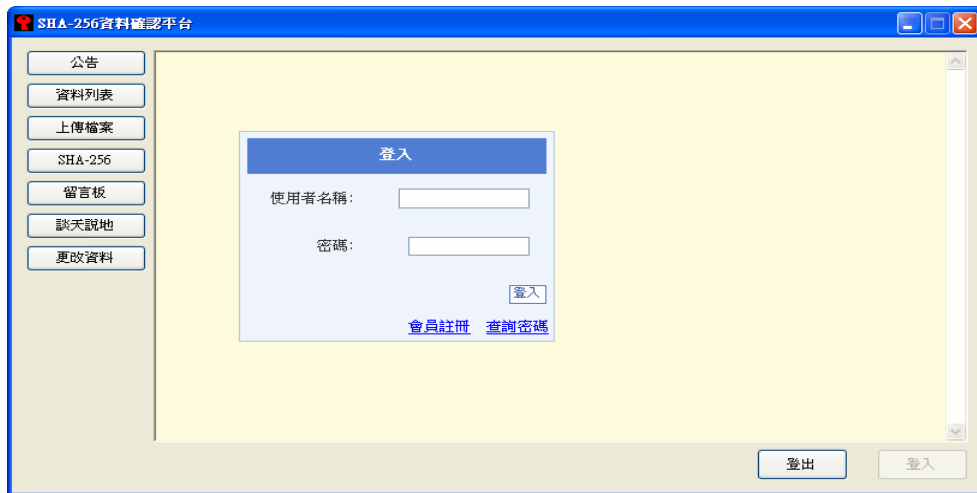 SHA-256資料確認平台
公告
資料列表
上傳檔案
SHA-256
留言板
談天說地
更改資料
登入
使用者名稱:
密碼:
登入
會員註冊 查詢密碼
登出 登入